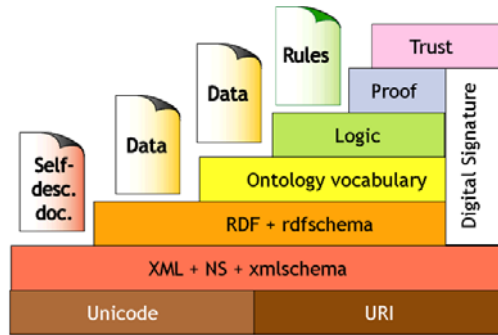 Trust
Rules
Proof
Data
Logic
Data
Ontology vocabulary
Digital Signature
Self-
desc.
doc.
RDF + rdfschema
XML + NS + xmlschema
Unicode
URI